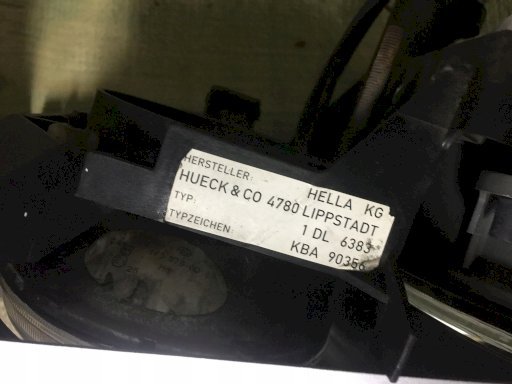 HERSTELLER: HELLA KG
HUECK & CO 4780 LIPPSTADT
TYP: 1 DL 6383
TYPZEICHEN: KBA 90356